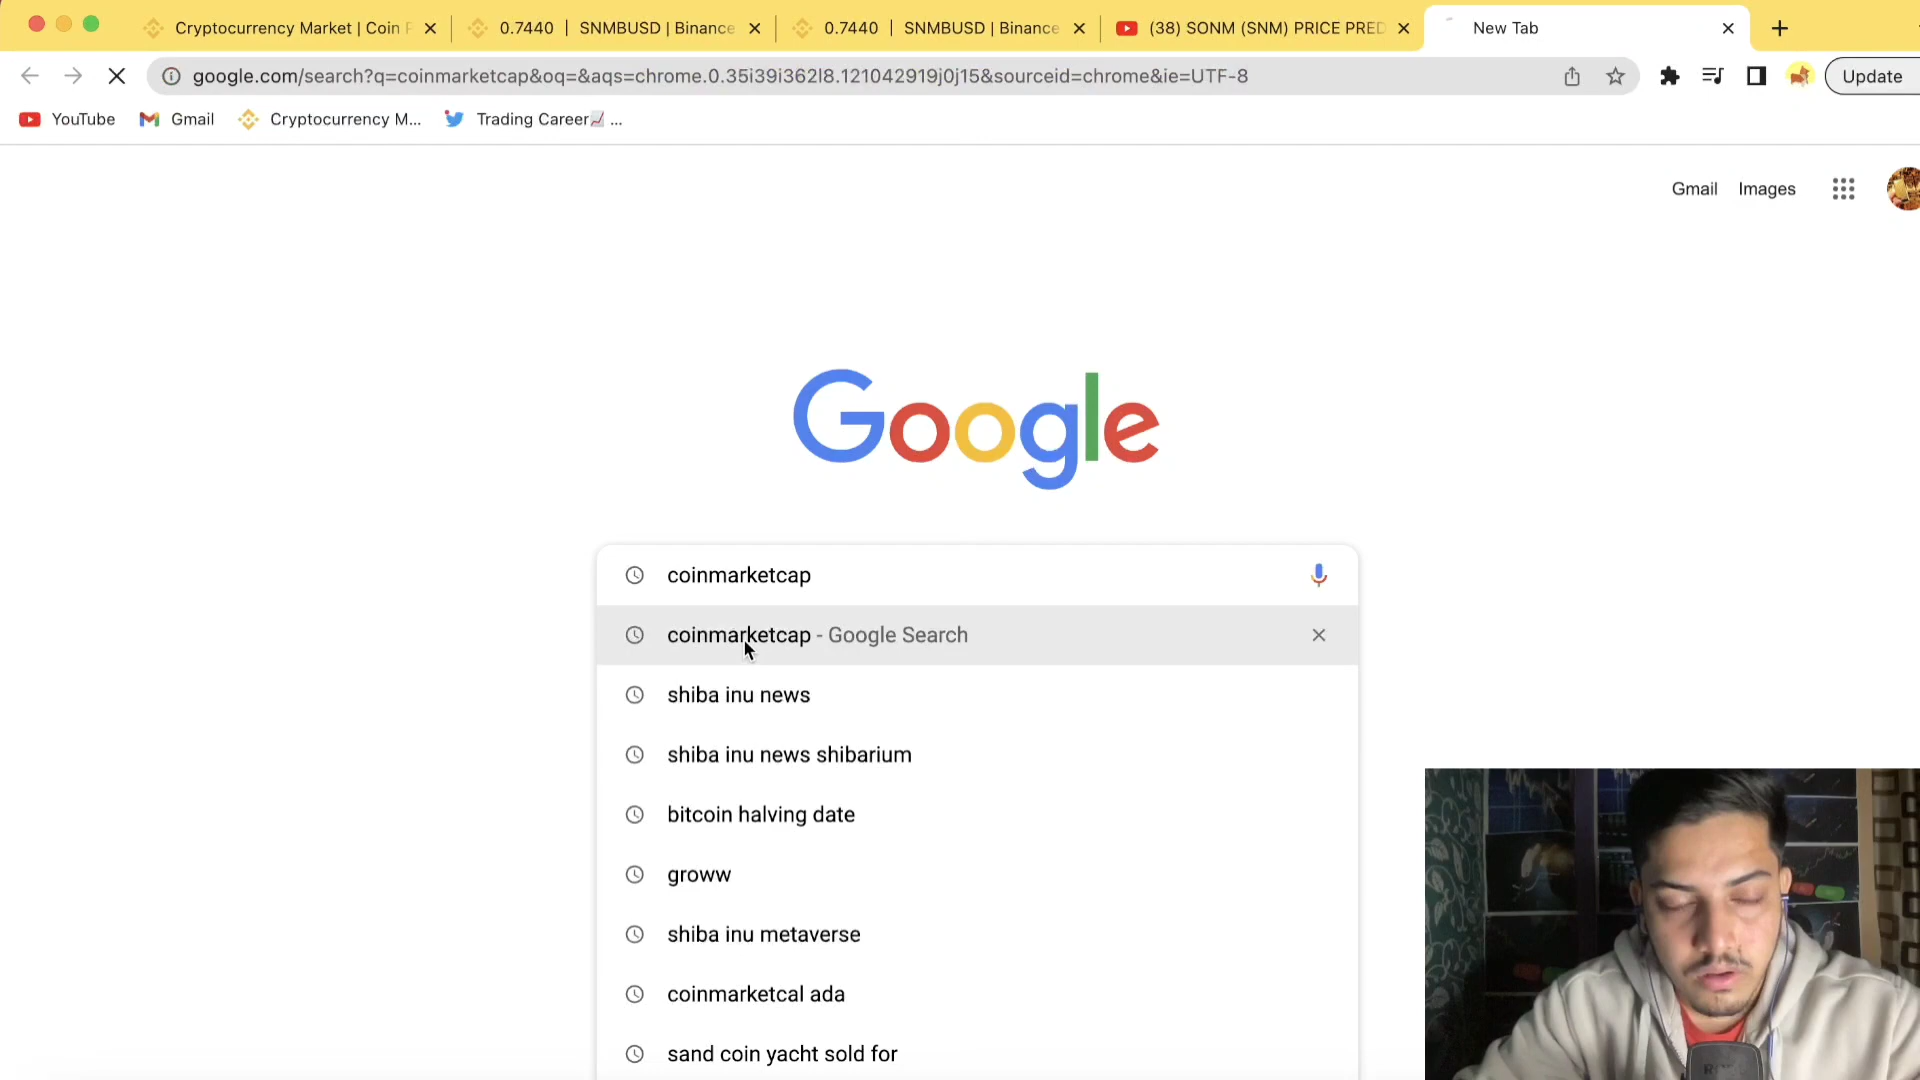 Cryptocurrency Market | Coin P
0.7440 | SNMBUSD | Binance
0.7440 | SNMBUSD | Binance
(38) SONM (SNM) PRICE PRED
New Tab
google.com/search?q=coinmarketcap&oq=&aqs=chrome.0.35i39i362l8.121042919j0j15&sourceid=chrome&ie=UTF-8
Update
YouTube
Gmail
Cryptocurrency M...
Trading Career📈 ...
Gmail
Images
Google
coinmarketcap
coinmarketcap - Google Search
shiba inu news
shiba inu news shibarium
bitcoin halving date
groww
shiba inu metaverse
coinmarketcal ada
sand coin yacht sold for